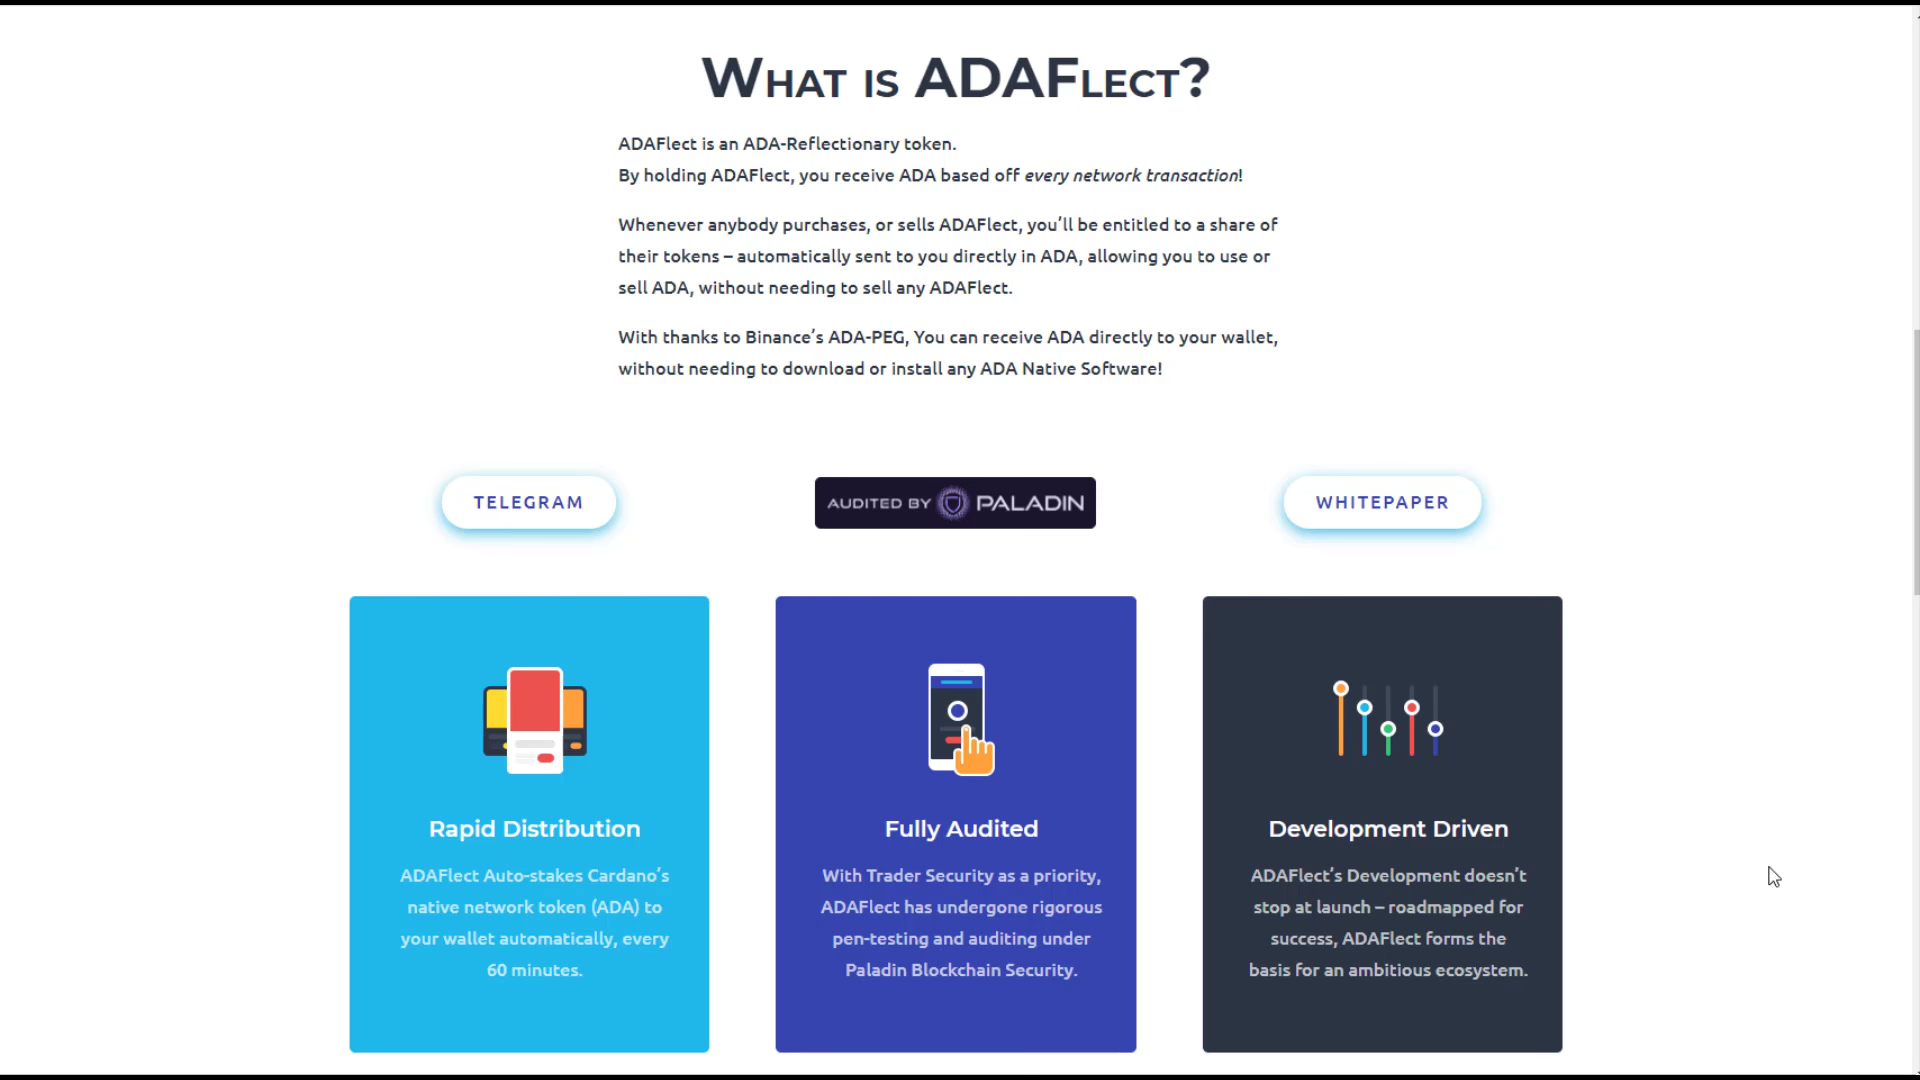 What is ADAFlect?
ADAFlect is an ADA-Reflectionary token.
By holding ADAFlect, you receive ADA based off every network transaction!
Whenever anybody purchases, or sells ADAFlect, you’ll be entitled to a share of
their tokens – automatically sent to you directly in ADA, allowing you to use or
sell ADA, without needing to sell any ADAFlect.
With thanks to Binance’s ADA-PEG, You can receive ADA directly to your wallet,
without needing to download or install any ADA Native Software!
TELEGRAM
AUDITED BY PALADIN
WHITEPAPER
Rapid Distribution
ADAFlect Auto-stakes Cardano’s
native network token (ADA) to
your wallet automatically, every
60 minutes.
Fully Audited
With Trader Security as a priority,
ADAFlect has undergone rigorous
pen-testing and auditing under
Paladin Blockchain Security.
Development Driven
ADAFlect’s Development doesn’t
stop at launch – roadmapped for
success, ADAFlect forms the
basis for an ambitious ecosystem.